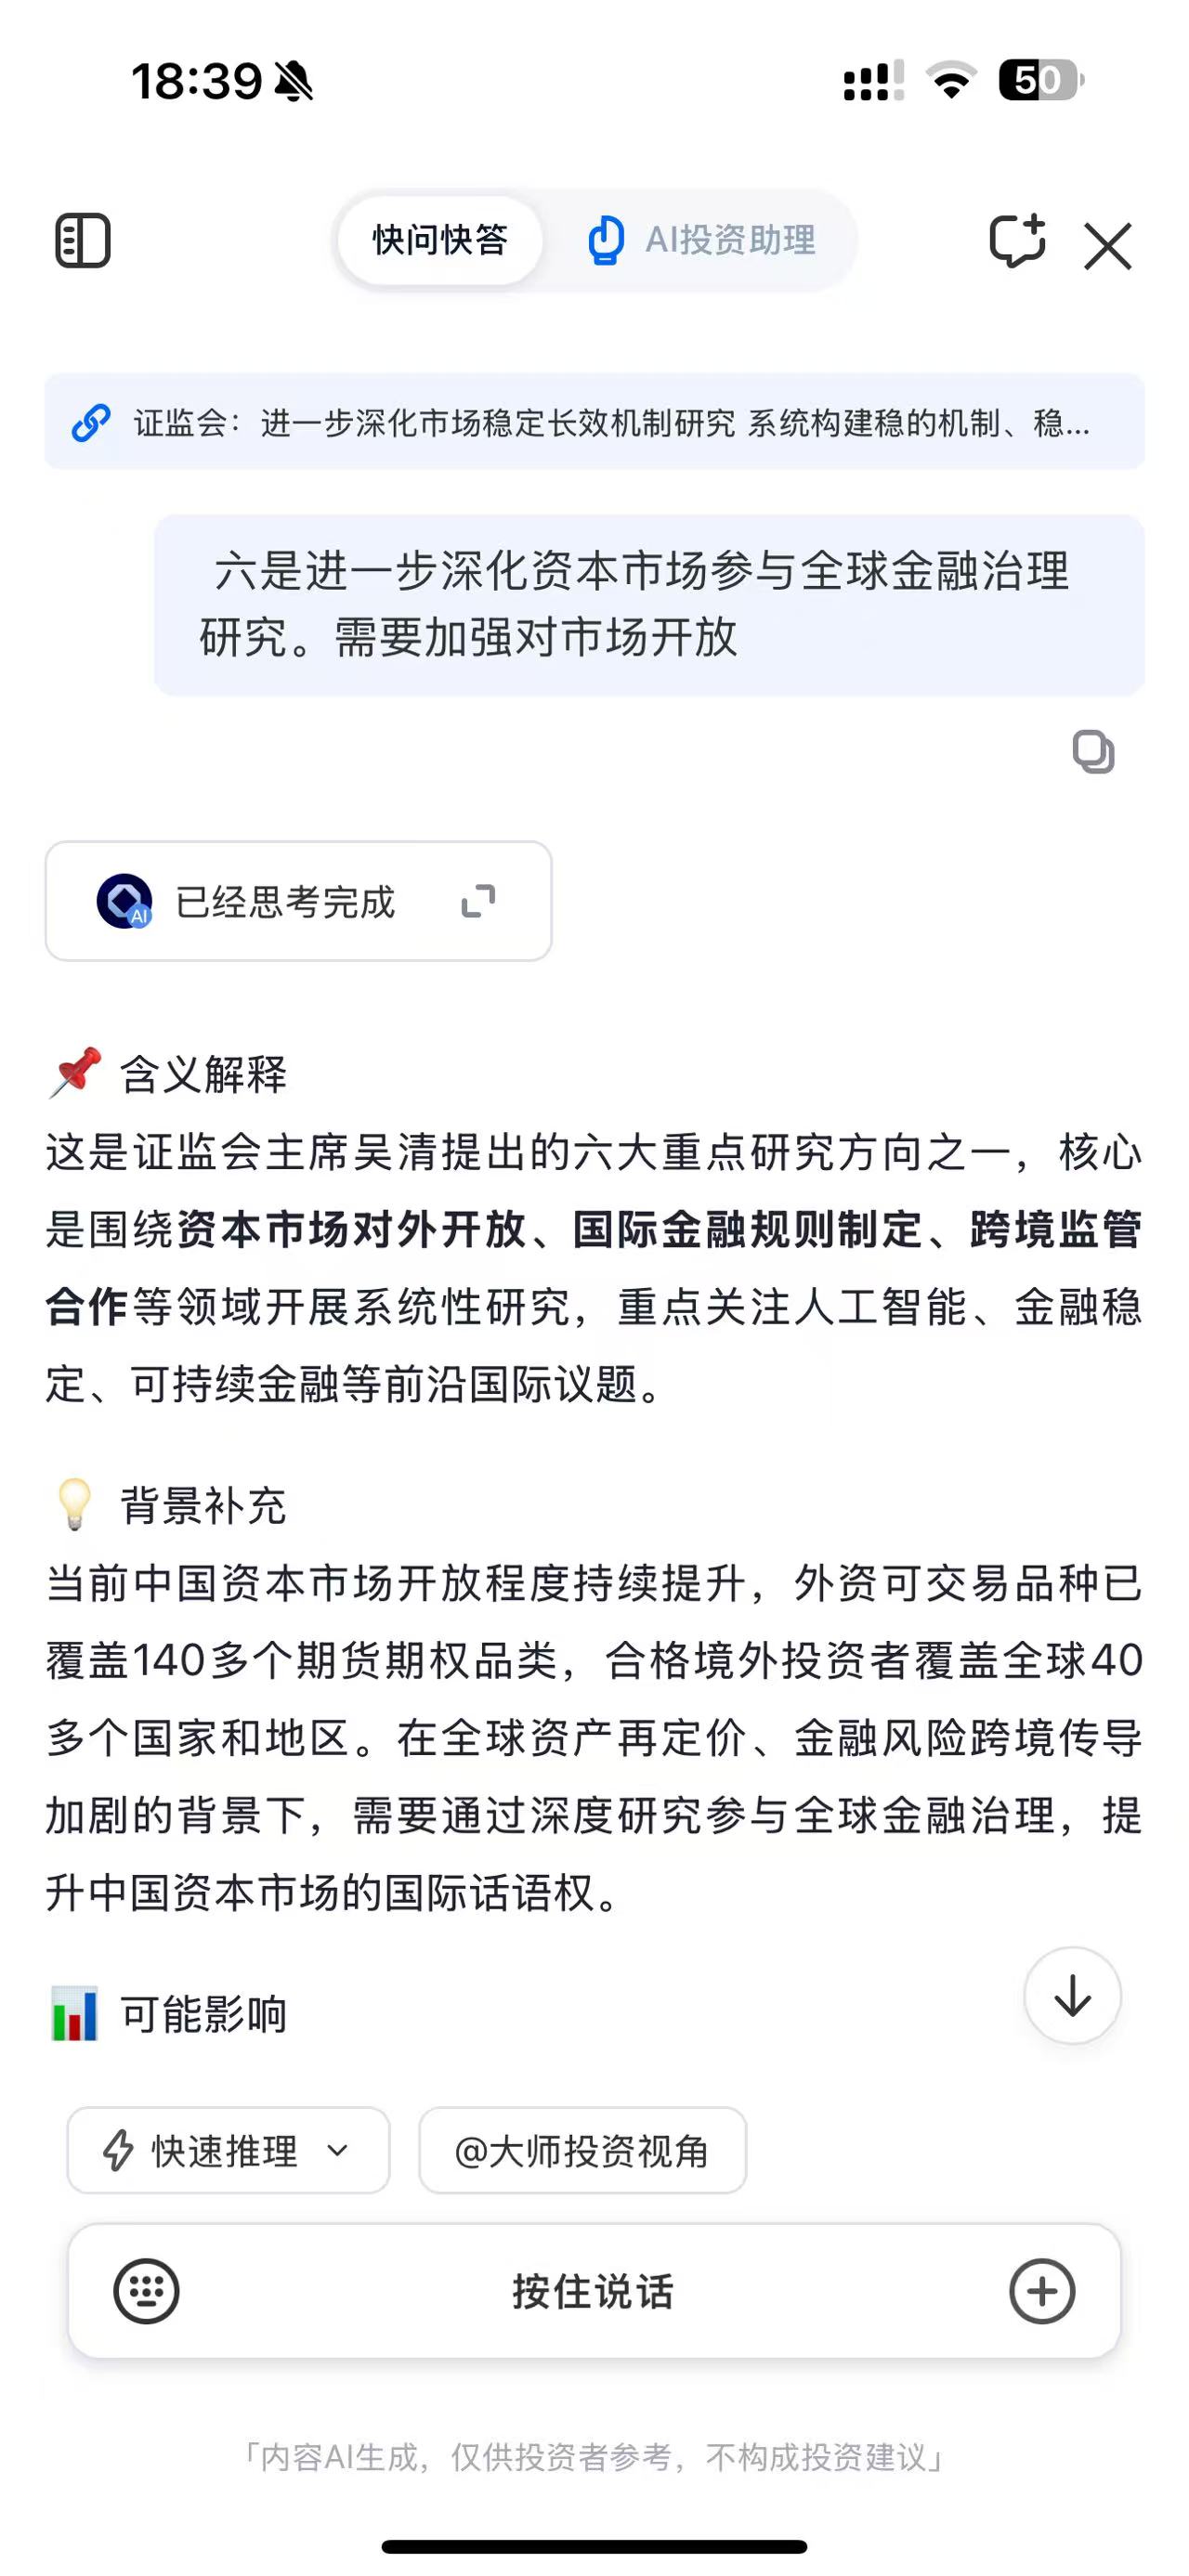 18:39
50
快问快答
AI投资助理
证监会：进一步深化市场稳定长效机制研究 系统构建稳的机制、稳...
六是进一步深化资本市场参与全球金融治理
研究。需要加强对市场开放
AI
已经思考完成
📌 含义解释
这是证监会主席吴清提出的六大重点研究方向之一，核心
是围绕资本市场对外开放、国际金融规则制定、跨境监管
合作等领域开展系统性研究，重点关注人工智能、金融稳
定、可持续金融等前沿国际议题。
💡 背景补充
当前中国资本市场开放程度持续提升，外资可交易品种已
覆盖140多个期货期权品类，合格境外投资者覆盖全球40
多个国家和地区。在全球资产再定价、金融风险跨境传导
加剧的背景下，需要通过深度研究参与全球金融治理，提
升中国资本市场的国际话语权。
📊 可能影响
快速推理
@大师投资视角
按住说话
「内容AI生成，仅供投资者参考，不构成投资建议」